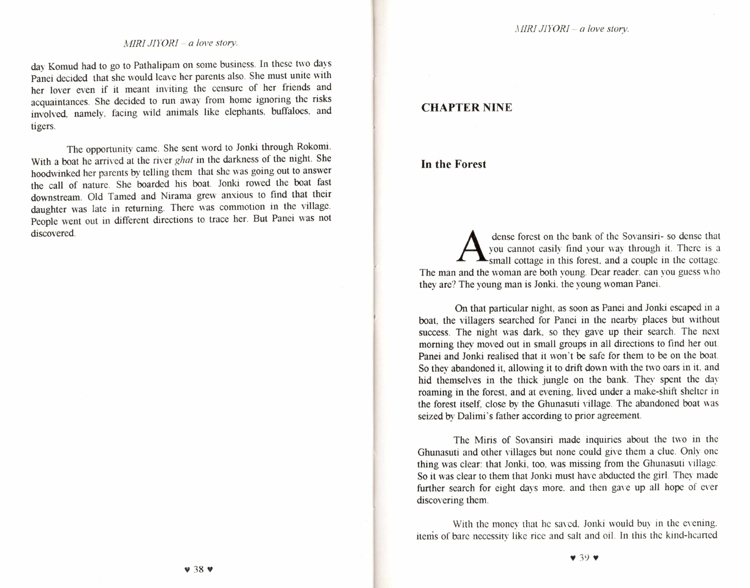 MIRI JIYORI – a love story.
day Komud had to go to Pathalipam on some business. In these two days
Panei decided that she would leave her parents also. She must unite with
her lover even if it meant inviting the censure of her friends and
acquaintances. She decided to run away from home ignoring the risks
involved, namely, facing wild animals like elephants, buffaloes, and
tigers.
The opportunity came. She sent word to Jonki through Rokomi.
With a boat he arrived at the river ghat in the darkness of the night. She
hoodwinked her parents by telling them that she was going out to answer
the call of nature. She boarded his boat. Jonki rowed the boat fast
downstream. Old Tamed and Nirama grew anxious to find that their
daughter was late in returning. There was commotion in the village.
People went out in different directions to trace her. But Panei was not
discovered.
♥ 38 ♥
MIRI JIYORI – a love story.
CHAPTER NINE
In the Forest
A dense forest on the bank of the Sovansiri- so dense that
you cannot easily find your way through it. There is a
small cottage in this forest, and a couple in the cottage.
The man and the woman are both young. Dear reader, can you guess who
they are? The young man is Jonki, the young woman Panei.
On that particular night, as soon as Panei and Jonki escaped in a
boat, the villagers searched for Panei in the nearby places but without
success. The night was dark, so they gave up their search. The next
morning they moved out in small groups in all directions to find her out.
Panei and Jonki realised that it won't be safe for them to be on the boat.
So they abandoned it, allowing it to drift down with the two oars in it, and
hid themselves in the thick jungle on the bank. They spent the day
roaming in the forest, and at evening, lived under a make-shift shelter in
the forest itself, close by the Ghunasuti village. The abandoned boat was
seized by Dalimi's father according to prior agreement.
The Miris of Sovansiri made inquiries about the two in the
Ghunasuti and other villages but none could give them a clue. Only one
thing was clear: that Jonki, too, was missing from the Ghunasuti village.
So it was clear to them that Jonki must have abducted the girl. They made
further search for eight days more, and then gave up all hope of ever
discovering them.
With the money that he saved, Jonki would buy in the evening,
items of bare necessity like rice and salt and oil. In this the kind-hearted
♥ 39 ♥